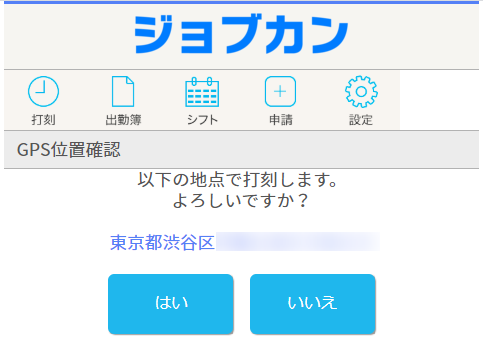 ジョブカン
打刻
出勤簿
シフト
申請
設定
GPS位置確認
以下の地点で打刻します。
よろしいですか？
東京都渋谷区
はい
いいえ